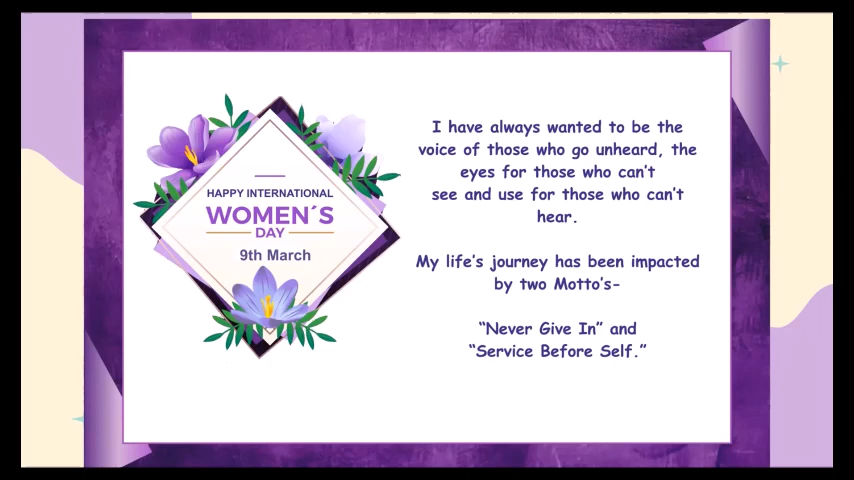 HAPPY INTERNATIONAL
WOMEN´S
DAY
9th March
I have always wanted to be the
voice of those who go unheard, the
eyes for those who can't
see and use for those who can't
hear.
My life's journey has been impacted
by two Motto's-
“Never Give In” and
“Service Before Self.”